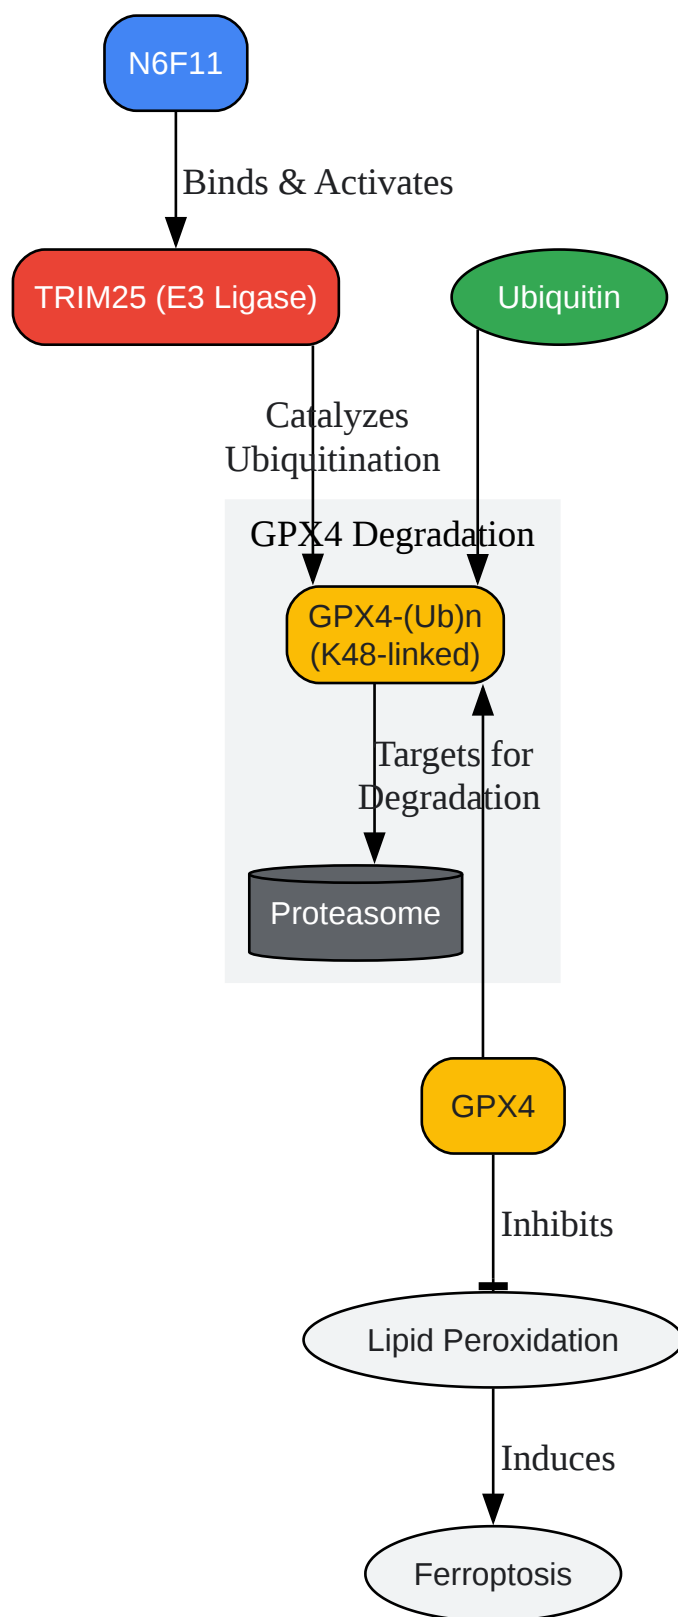 N6F11
Binds & Activates
TRIM25 (E3 Ligase)
Ubiquitin
Catalyzes
Ubiquitination
GPX4 Degradation
GPX4-(Ub)n
(K48-linked)
Targets for
Degradation
Proteasome
GPX4
Inhibits
Lipid Peroxidation
Induces
Ferroptosis